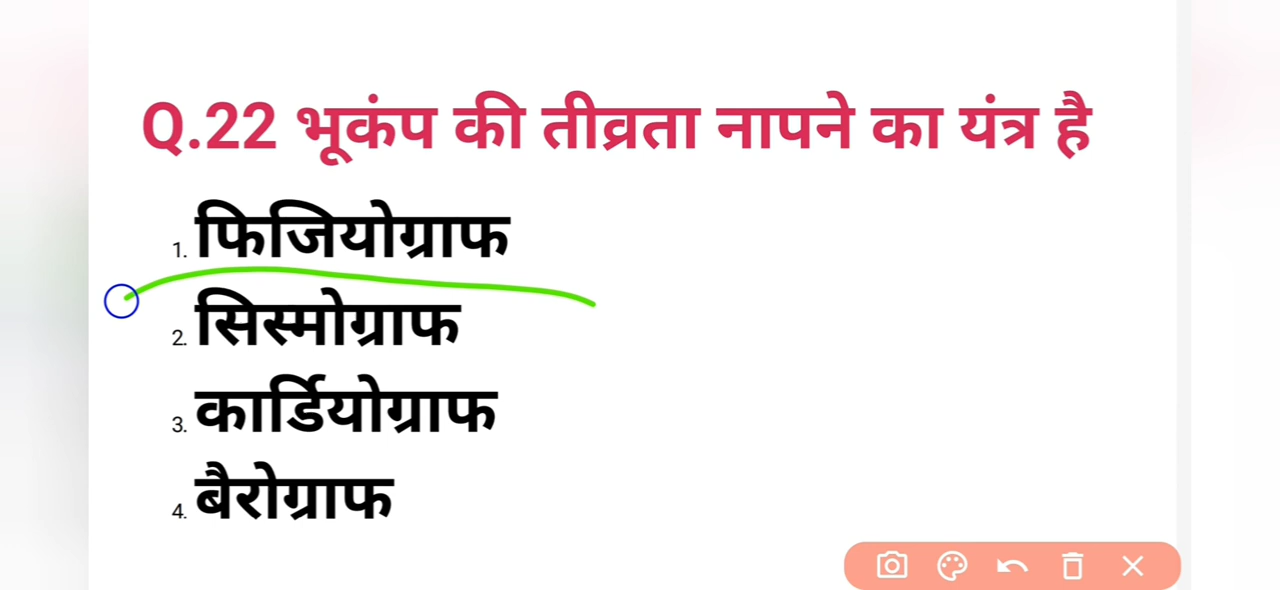 Q.22 भूकंप की तीव्रता नापने का यंत्र है
1. फिजियोग्राफ
2. सिस्मोग्राफ
3. कार्डियोग्राफ
4. बैरोग्राफ